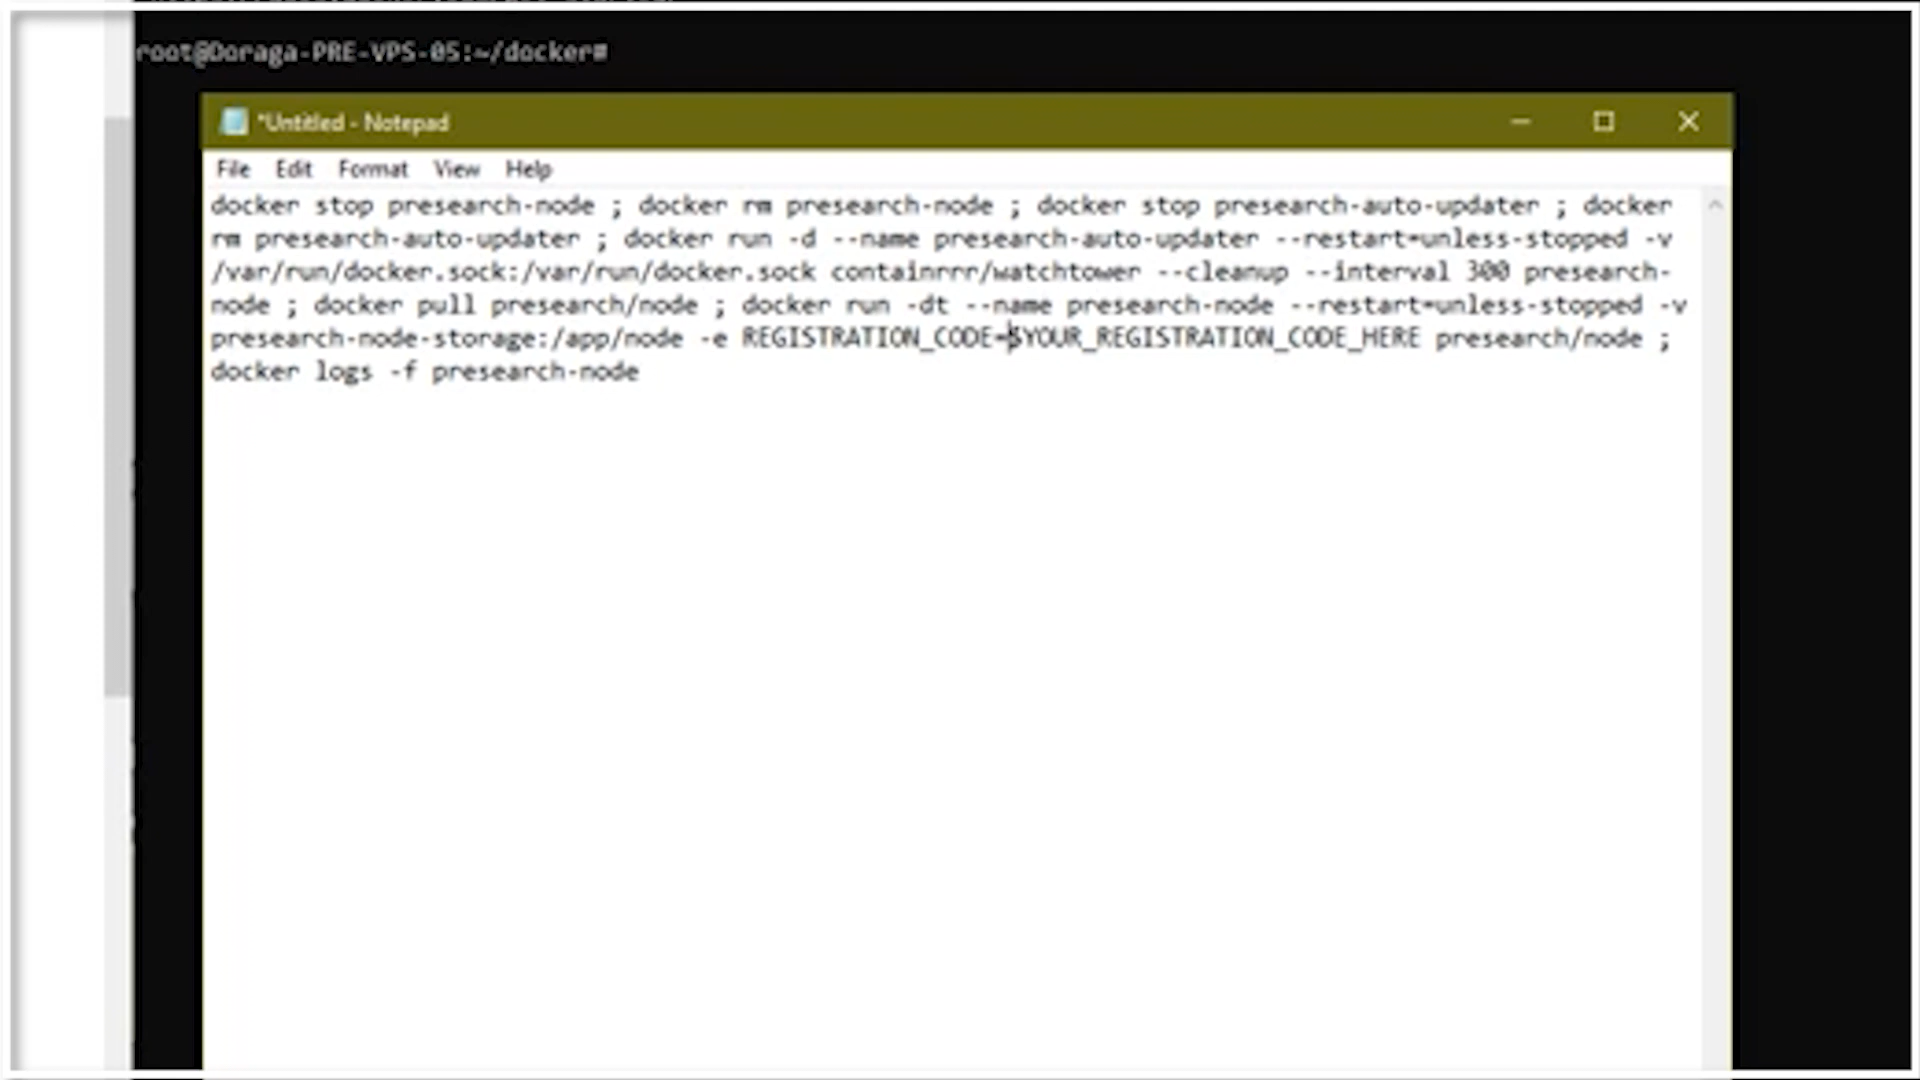 root@Doraga-PRE-VPS-05:~/docker#
*Untitled - Notepad
File Edit Format View Help
docker stop presearch-node ; docker rm presearch-node ; docker stop presearch-auto-updater ; docker
rm presearch-auto-updater ; docker run -d --name presearch-auto-updater --restart=unless-stopped -v
/var/run/docker.sock:/var/run/docker.sock containrrr/watchtower --cleanup --interval 300 presearch-
node ; docker pull presearch/node ; docker run -dt --name presearch-node --restart=unless-stopped -v
presearch-node-storage:/app/node -e REGISTRATION_CODE=$YOUR_REGISTRATION_CODE_HERE presearch/node ;
docker logs -f presearch-node